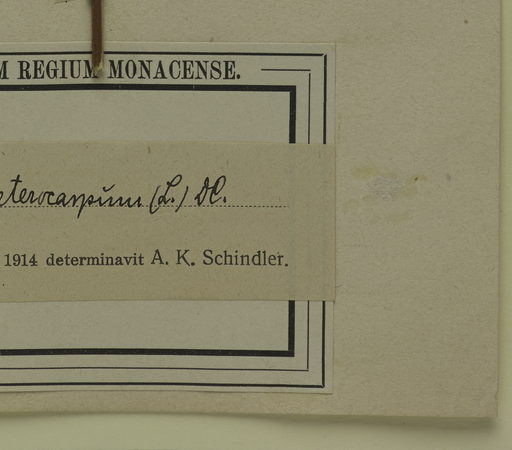 M REGIUM MONACENSE.
eterocarpum (L.) DC.
1914 determinavit A. K. Schindler.